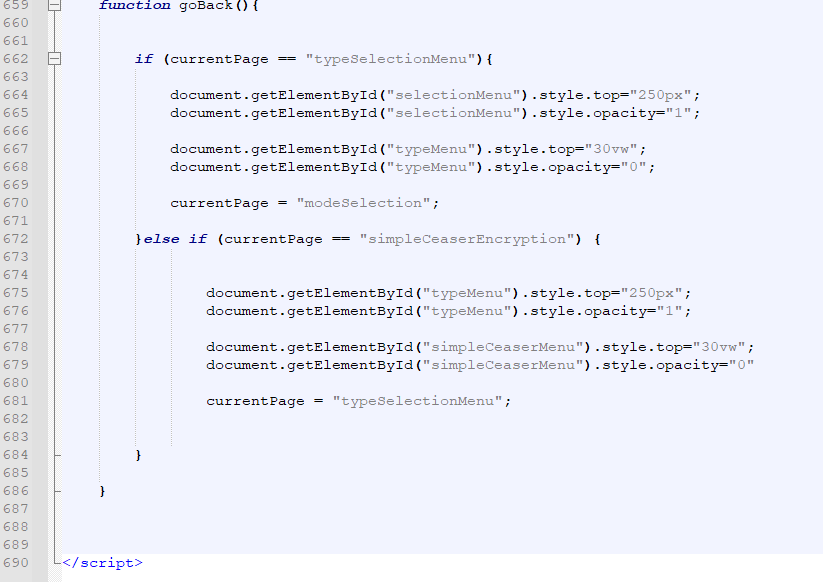 659 function goBack(){
660
661
662 if (currentPage == "typeSelectionMenu"){
663
664 document.getElementById("selectionMenu").style.top="250px";
665 document.getElementById("selectionMenu").style.opacity="1";
666
667 document.getElementById("typeMenu").style.top="30vw";
668 document.getElementById("typeMenu").style.opacity="0";
669
670 currentPage = "modeSelection";
671
672 }else if (currentPage == "simpleCeaserEncryption") {
673
674
675 document.getElementById("typeMenu").style.top="250px";
676 document.getElementById("typeMenu").style.opacity="1";
677
678 document.getElementById("simpleCeaserMenu").style.top="30vw";
679 document.getElementById("simpleCeaserMenu").style.opacity="0"
680
681 currentPage = "typeSelectionMenu";
682
683
684 }
685
686 }
687
688
689
690 </script>